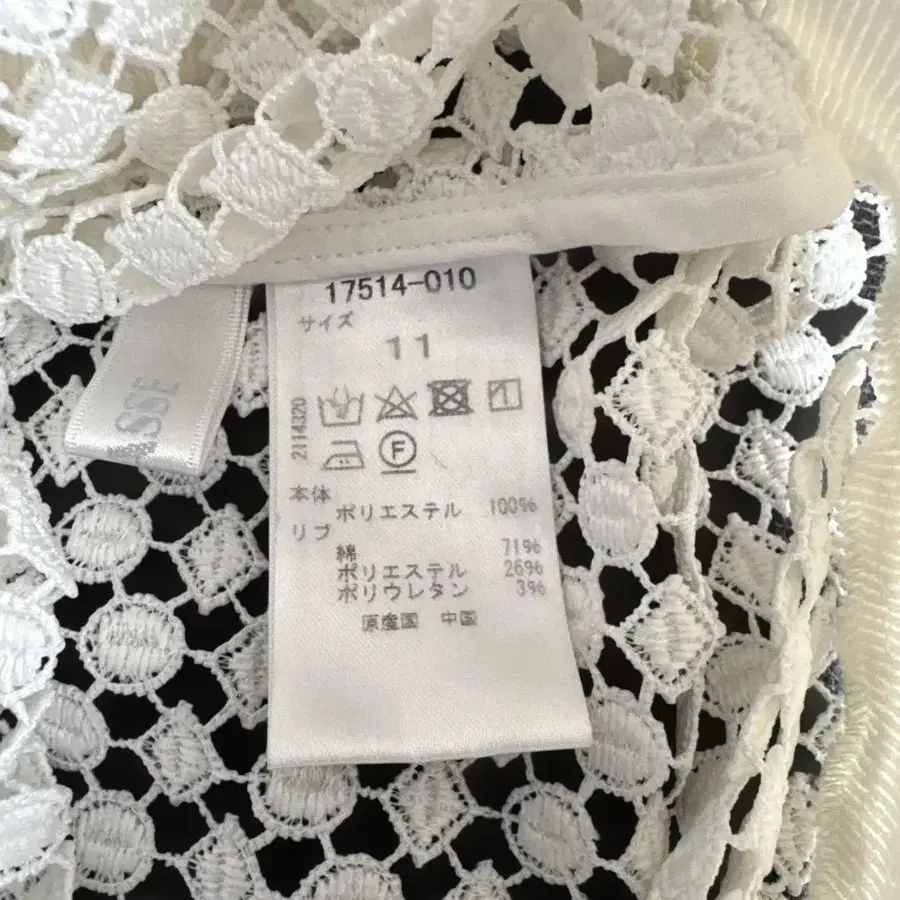 17514-010
サイズ
11
2114320
F
本体
ポリエステル 100%
リブ
綿 71%
ポリエステル 26%
ポリウレタン 3%
原産国 中国